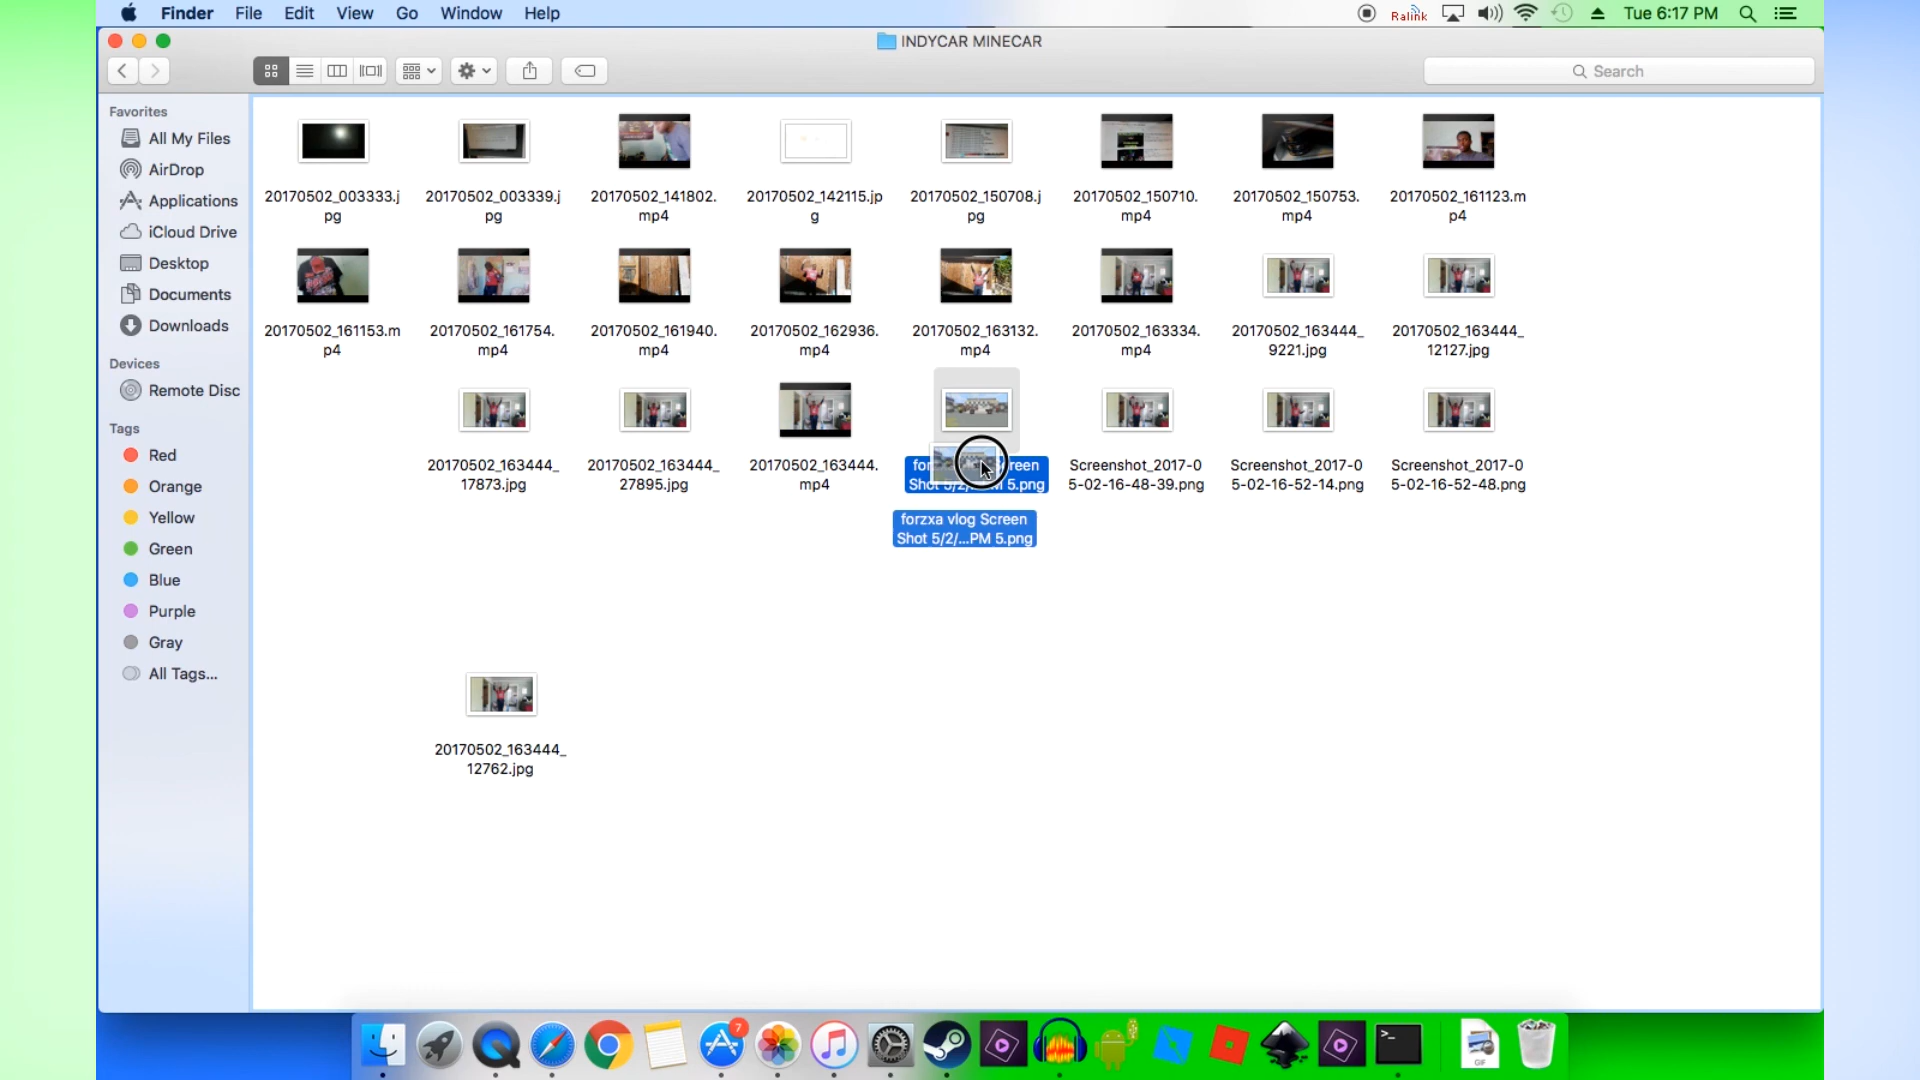 Finder File Edit View Go Window Help
Ralink Tue 6:17 PM
INDYCAR MINECAR
Search
Favorites
All My Files
AirDrop
Applications
iCloud Drive
Desktop
Documents
Downloads
Devices
Remote Disc
Tags
Red
Orange
Yellow
Green
Blue
Purple
Gray
All Tags...
20170502_003333.j
pg
20170502_003339.j
pg
20170502_141802.
mp4
20170502_142115.jp
g
20170502_150708.j
pg
20170502_150710.
mp4
20170502_150753.
mp4
20170502_161123.m
p4
20170502_161153.m
p4
20170502_161754.
mp4
20170502_161940.
mp4
20170502_162936.
mp4
20170502_163132.
mp4
20170502_163334.
mp4
20170502_163444_
9221.jpg
20170502_163444_
12127.jpg
20170502_163444_
17873.jpg
20170502_163444_
27895.jpg
20170502_163444.
mp4
Shot 5.png
Screenshot_2017-0
5-02-16-48-39.png
Screenshot_2017-0
5-02-16-52-14.png
Screenshot_2017-0
5-02-16-52-48.png
forzxa vlog Screen
Shot 5/2/...PM 5.png
20170502_163444_
12762.jpg
7
GIF